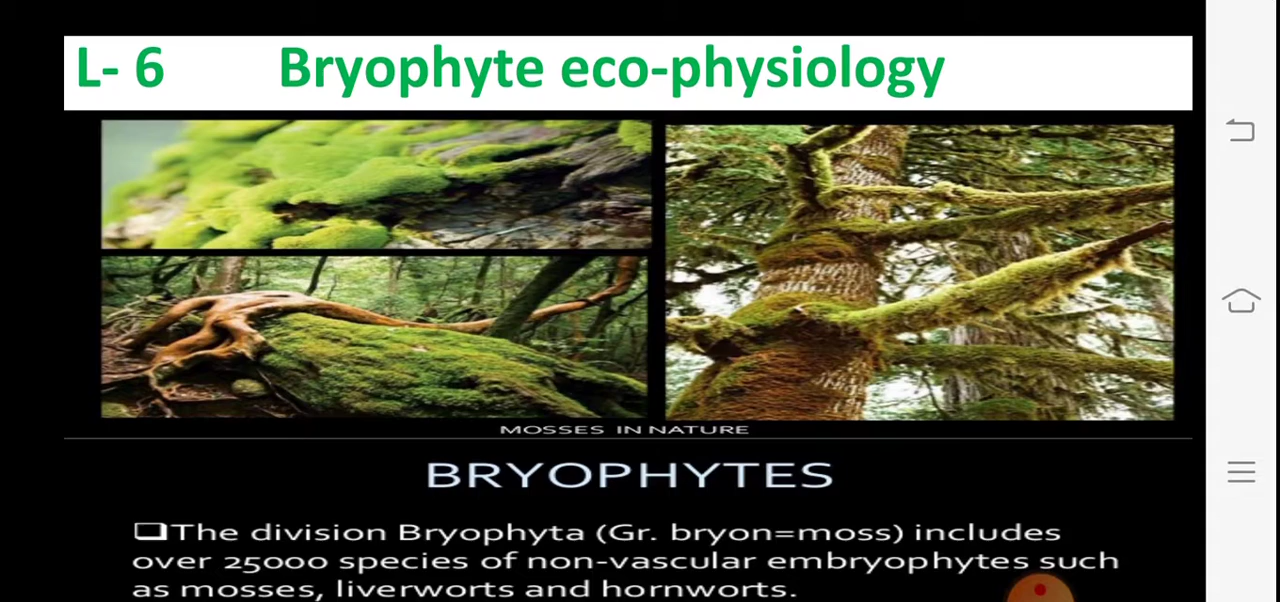 L- 6 Bryophyte eco-physiology
MOSSES IN NATURE
BRYOPHYTES
❑The division Bryophyta (Gr. bryon=moss) includes
over 25000 species of non-vascular embryophytes such
as mosses, liverworts and hornworts.